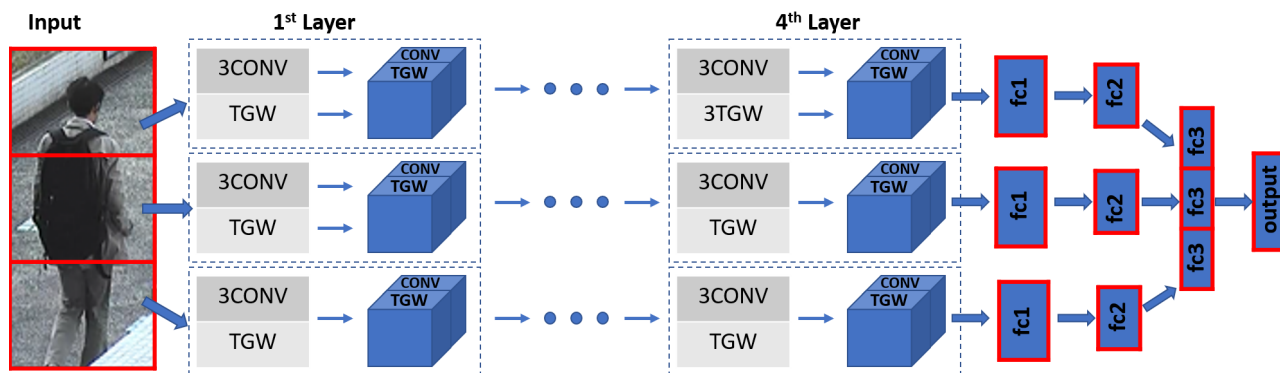 Input
1st Layer
4th Layer
3CONV
TGW
CONV
TGW
3CONV
3TGW
CONV
TGW
fc1
fc2
3CONV
TGW
CONV
TGW
3CONV
TGW
CONV
TGW
fc1
fc2
3CONV
TGW
CONV
TGW
3CONV
TGW
CONV
TGW
fc1
fc2
fc3
fc3
fc3
output